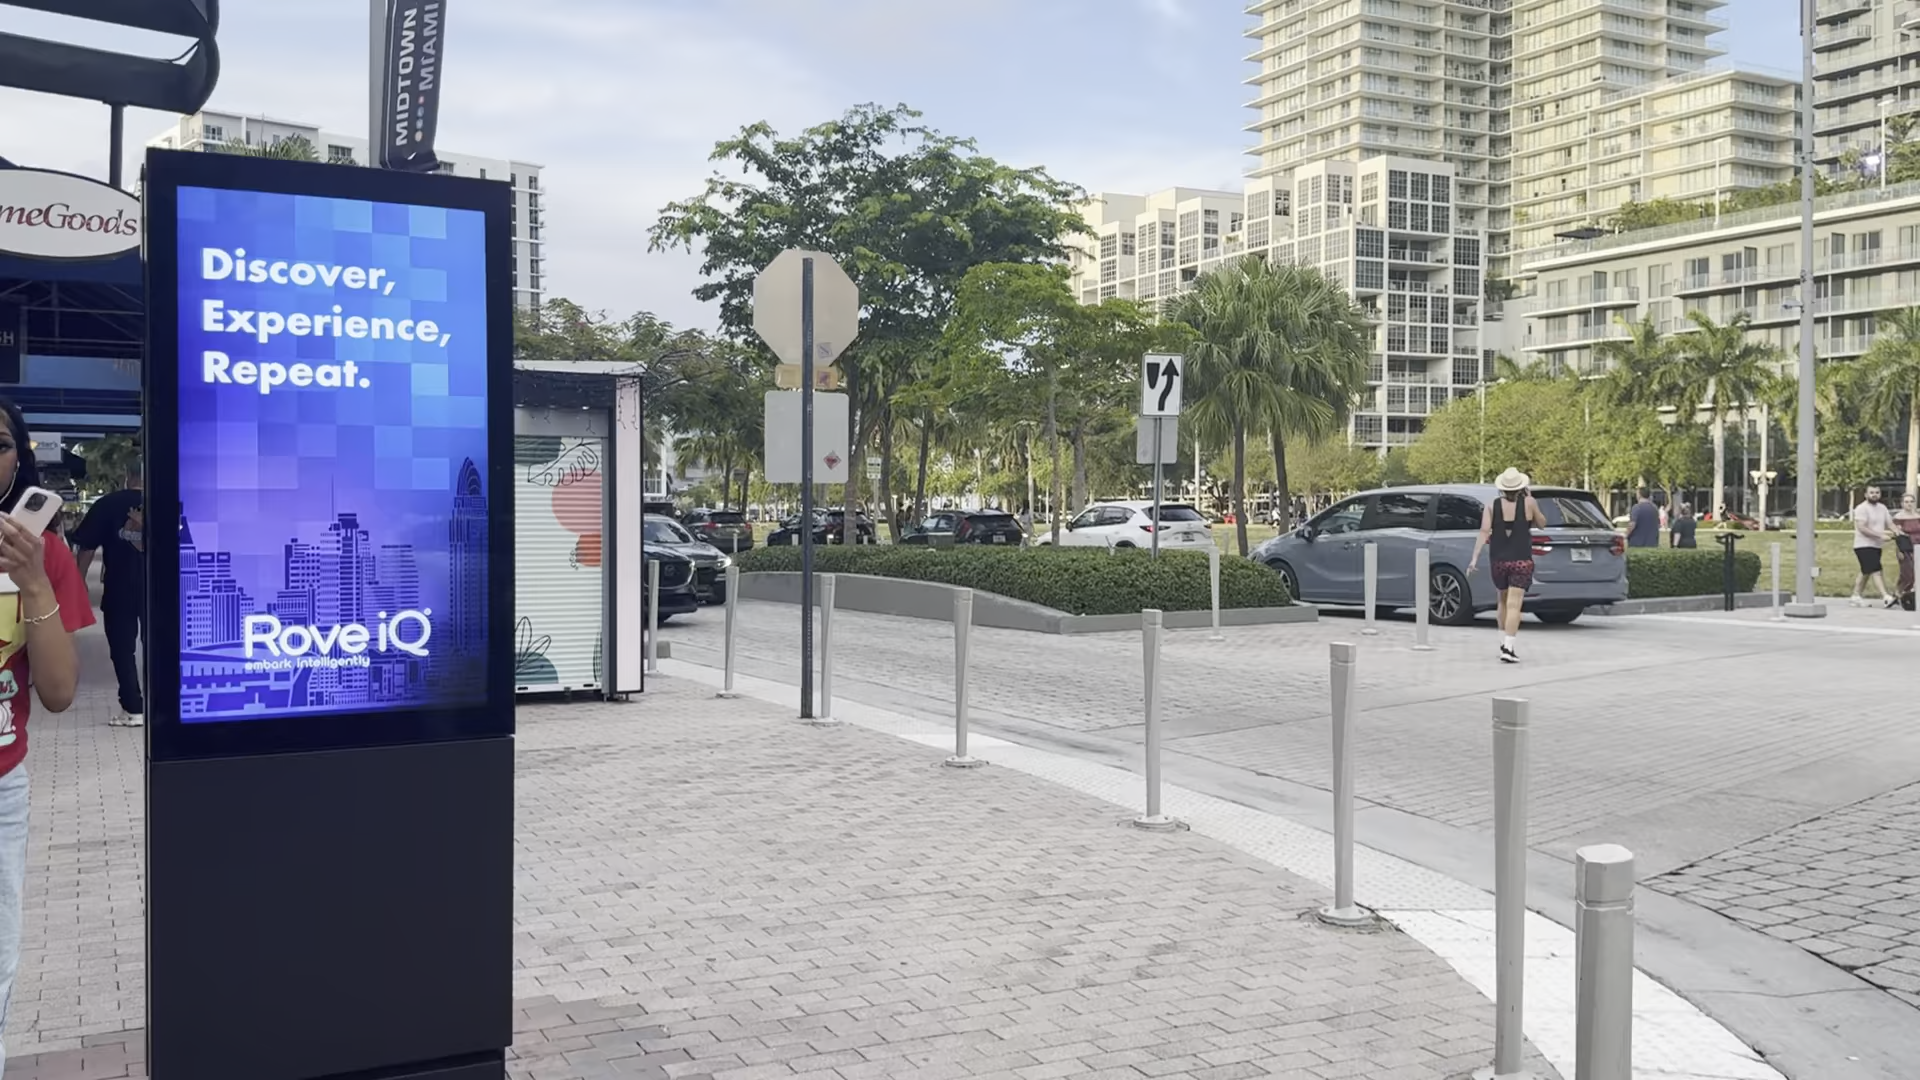 MIDTOWN
MIAMI
meGoods
Discover,
Experience,
Repeat.
Rove iQ
embark intelligently